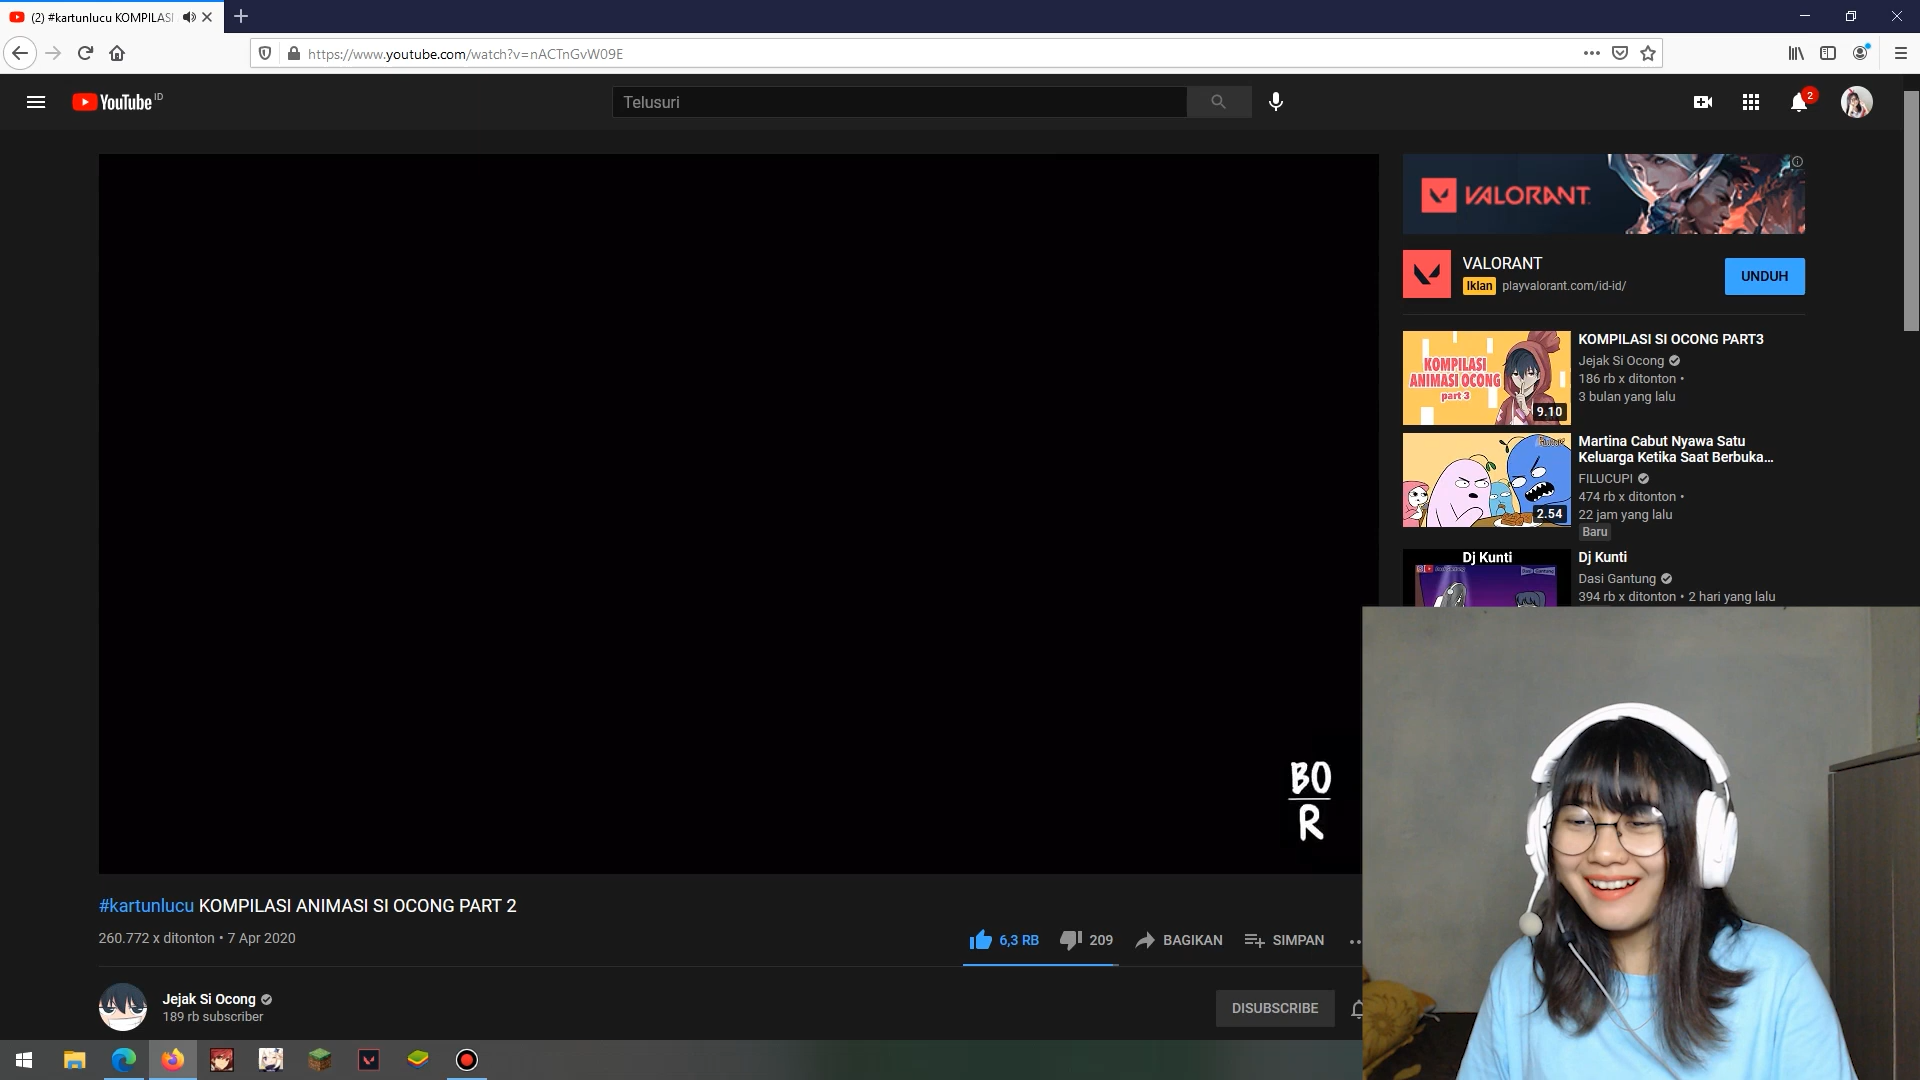 (2) #kartunlucu KOMPILASI
https://www.youtube.com/watch?v=nACTnGvW09E
YouTube ID
Telusuri
2
VALORANT
VALORANT
Iklan playvalorant.com/id-id/
UNDUH
KOMPILASI
ANIMASI OCONG
part 3
9.10
KOMPILASI SI OCONG PART3
Jejak Si Ocong
186 rb x ditonton •
3 bulan yang lalu
2.54
Martina Cabut Nyawa Satu
Keluarga Ketika Saat Berbuka...
FILUCUPI
474 rb x ditonton •
22 jam yang lalu
Baru
Dj Kunti
Dj Kunti
Dasi Gantung
394 rb x ditonton • 2 hari yang lalu
BO
R
#kartunlucu KOMPILASI ANIMASI SI OCONG PART 2
260.772 x ditonton • 7 Apr 2020
6,3 RB
209
BAGIKAN
SIMPAN
Jejak Si Ocong
189 rb subscriber
DISUBSCRIBE